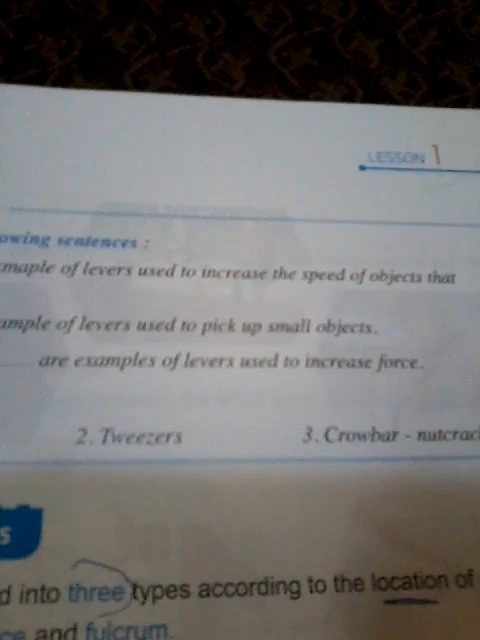 LESSON 1
owing sentences :
maple of levers used to increase the speed of objects that
ample of levers used to pick up small objects.
are examples of levers used to increase force.
2. Tweezers 3. Crowbar - nutcrac
s
d into three types according to the location of
ce and fulcrum.